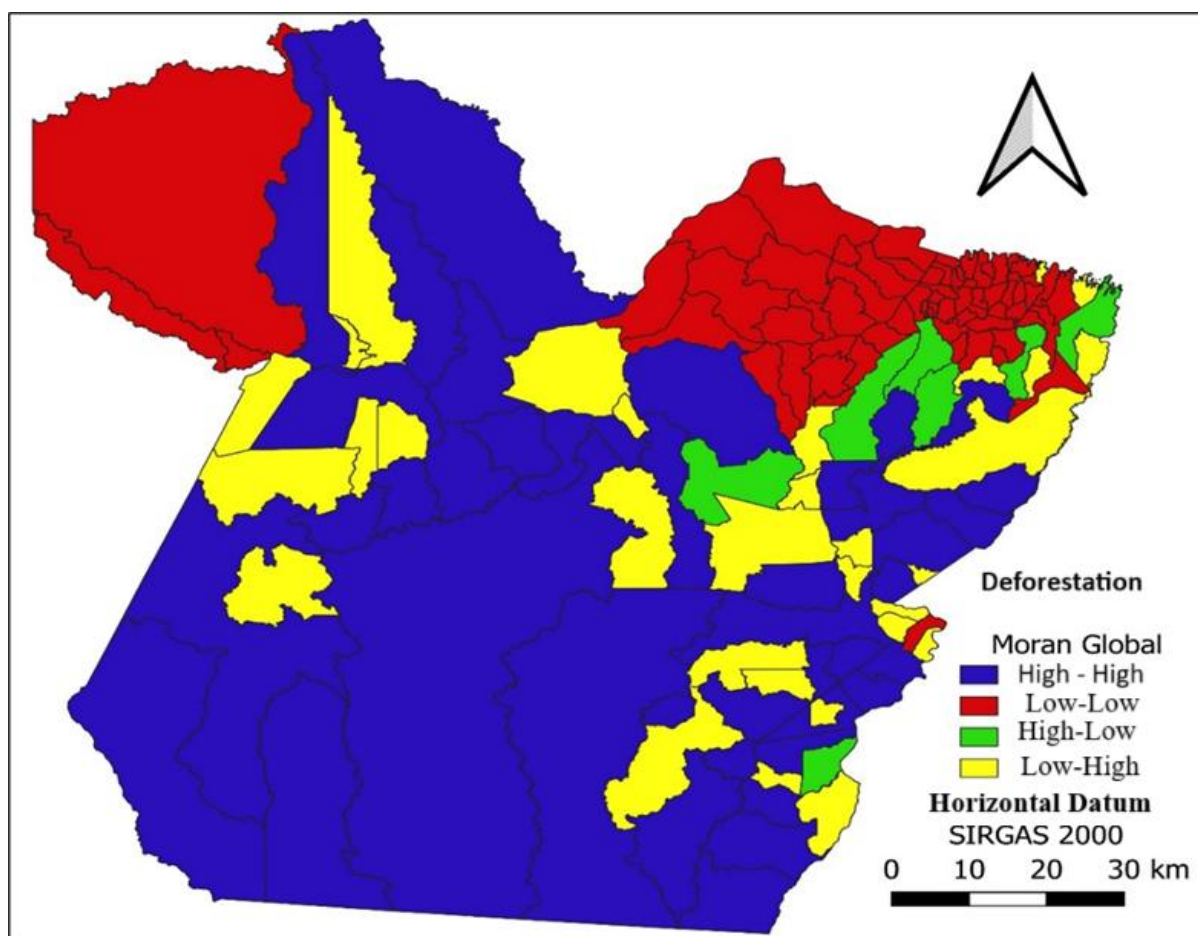 Deforestation
Moran Global
High - High
Low-Low
High-Low
Low-High
Horizontal Datum
SIRGAS 2000
0 10 20 30 km